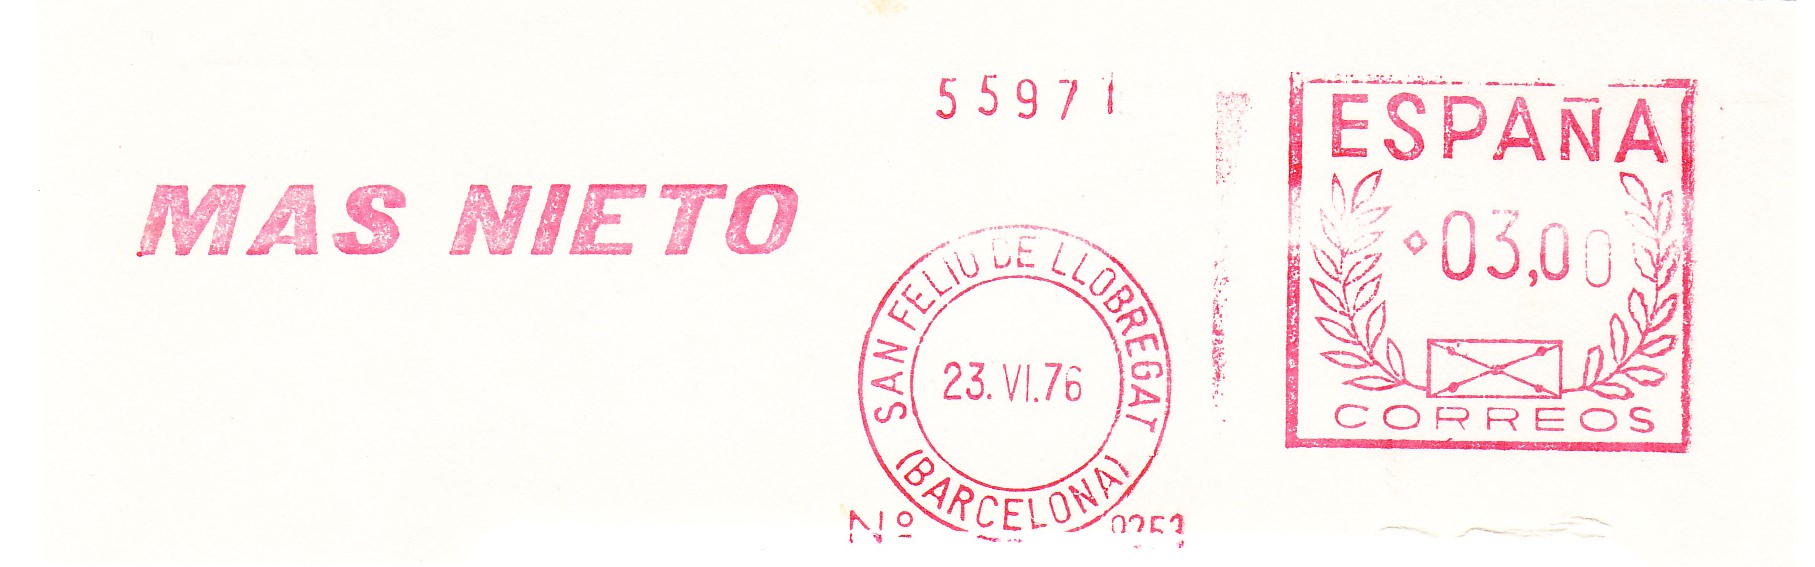 MAS NIETO
55971
SAN FELIU DE LLOBREGAT
(BARCELONA)
23.VI.76
Nº
ESPAÑA
03,00
CORREOS